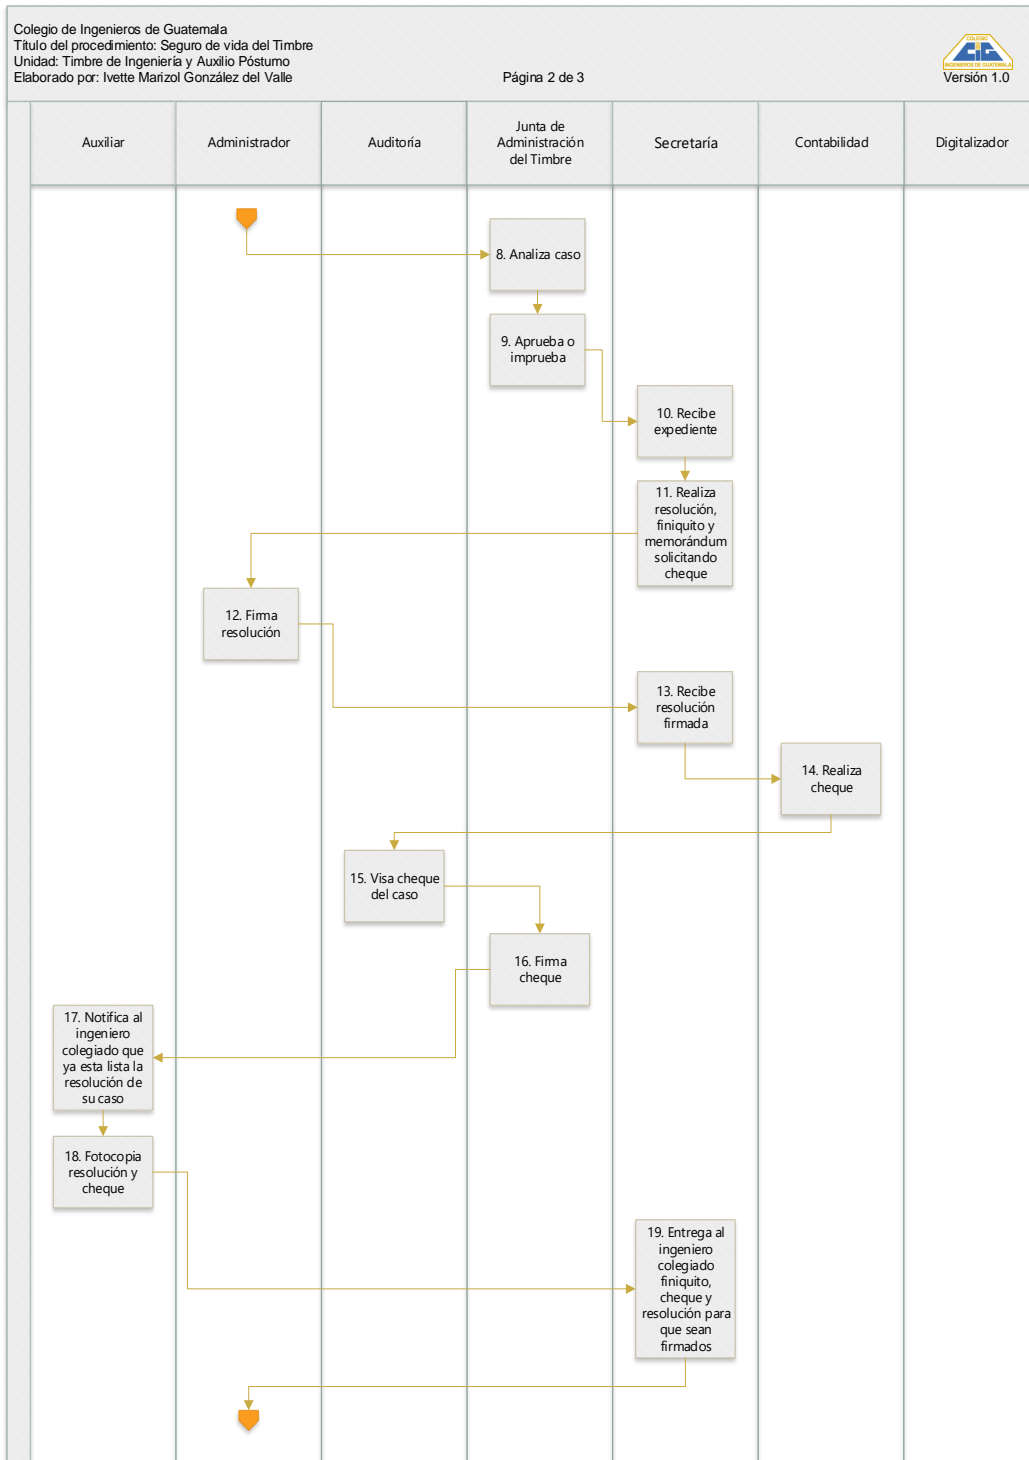 Colegio de Ingenieros de Guatemala
Título del procedimiento: Seguro de vida del Timbre
Unidad: Timbre de Ingeniería y Auxilio Póstumo
Elaborado por: Ivette Marizol González del Valle
Página 2 de 3
COLEGIO
CIG
INGENIEROS DE GUATEMALA
Versión 1.0
Auxiliar
Administrador
Auditoría
Junta de
Administración
del Timbre
Secretaría
Contabilidad
Digitalizador
8. Analiza caso
9. Aprueba o
imprueba
10. Recibe
expediente
11. Realiza
resolución,
finiquito y
memorándum
solicitando
cheque
12. Firma
resolución
13. Recibe
resolución
firmada
14. Realiza
cheque
15. Visa cheque
del caso
16. Firma
cheque
17. Notifica al
ingeniero
colegiado que
ya esta lista la
resolución de
su caso
18. Fotocopia
resolución y
cheque
19. Entrega al
ingeniero
colegiado
finiquito,
cheque y
resolución para
que sean
firmados